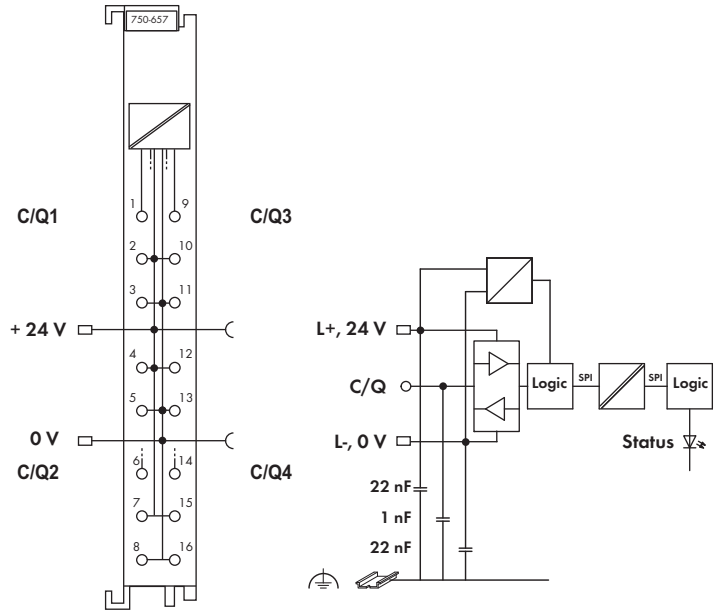 750-657
1 9
C/Q1 C/Q3
2 10
3 11
+ 24 V
4 12
5 13
0 V
C/Q2 C/Q4
6 14
7 15
8 16
L+, 24 V
C/Q
Logic SPI SPI Logic
L-, 0 V
Status
22 nF
1 nF
22 nF